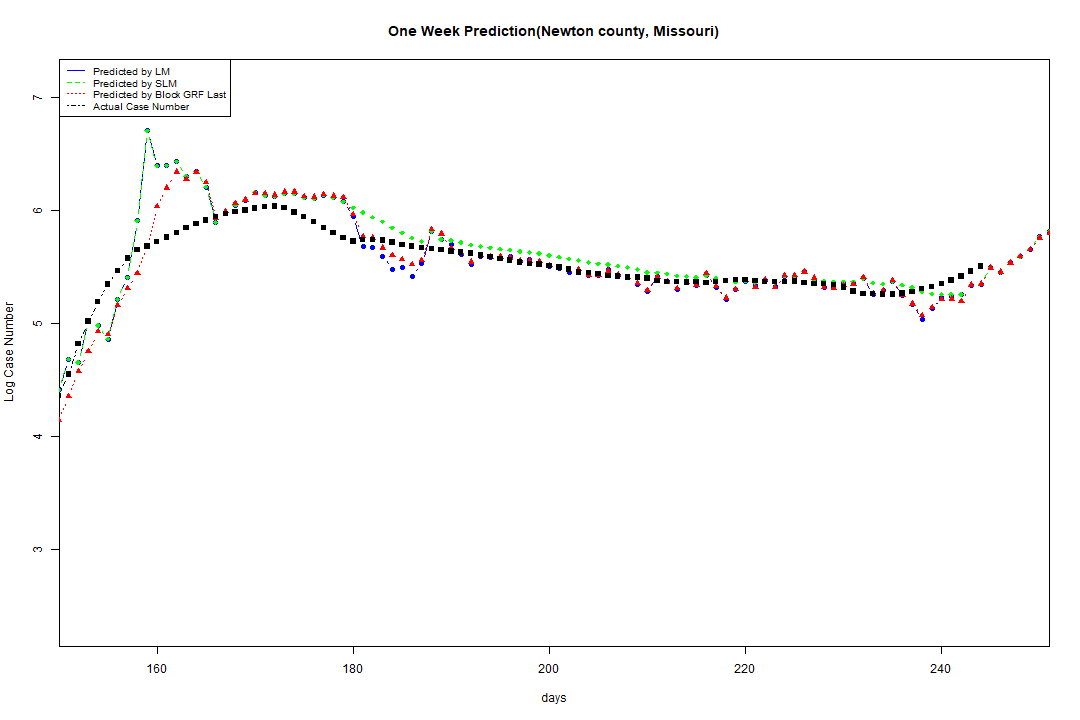 One Week Prediction(Newton county, Missouri)
Predicted by LM
Predicted by SLM
Predicted by Block GRF Last
Actual Case Number
7
6
5
4
3
Log Case Number
160 180 200 220 240
days